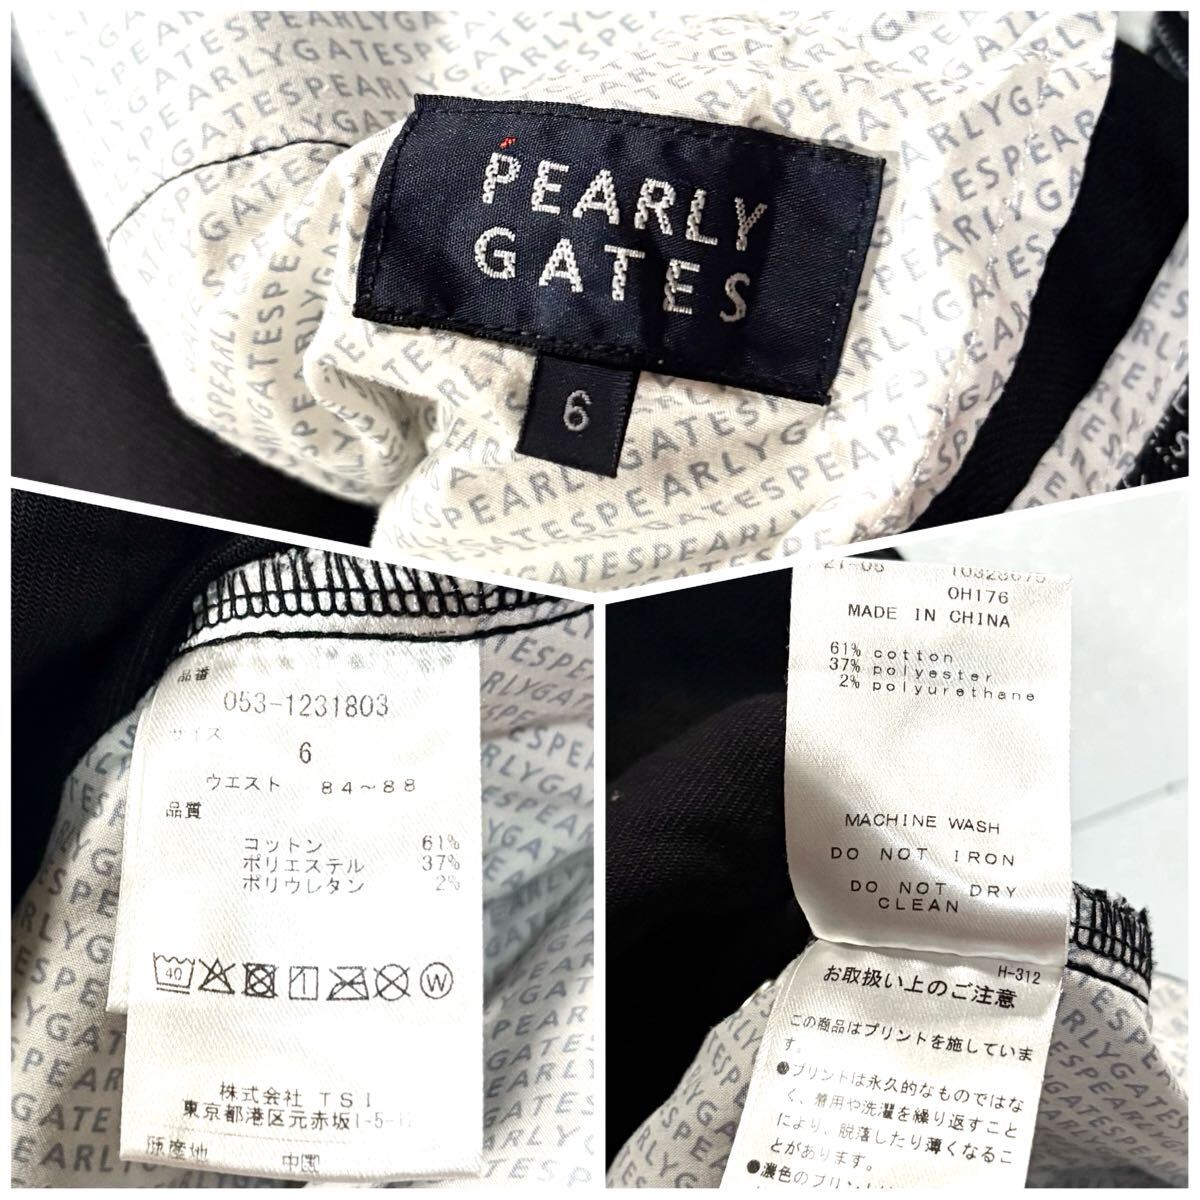 PEARLY
GATES
6
品番
053-1231803
サイズ
6
ウエスト 84～88
品質
コットン 61%
ポリエステル 37%
ポリウレタン 2%
40
W
株式会社 TSI
東京都港区元赤坂1-5-1
原産地 中国
OH176
MADE IN CHINA
61% cotton
37% polyester
2% polyurethane
MACHINE WASH
DO NOT IRON
DO NOT DRY
CLEAN
H-312
お取扱い上のご注意
この商品はプリントを施していま
す。
●プリントは永久的なものではな
く、着用や洗濯を繰り返すこと
により、脱落したり薄くなるこ
とがあります。
●濃色のプリント